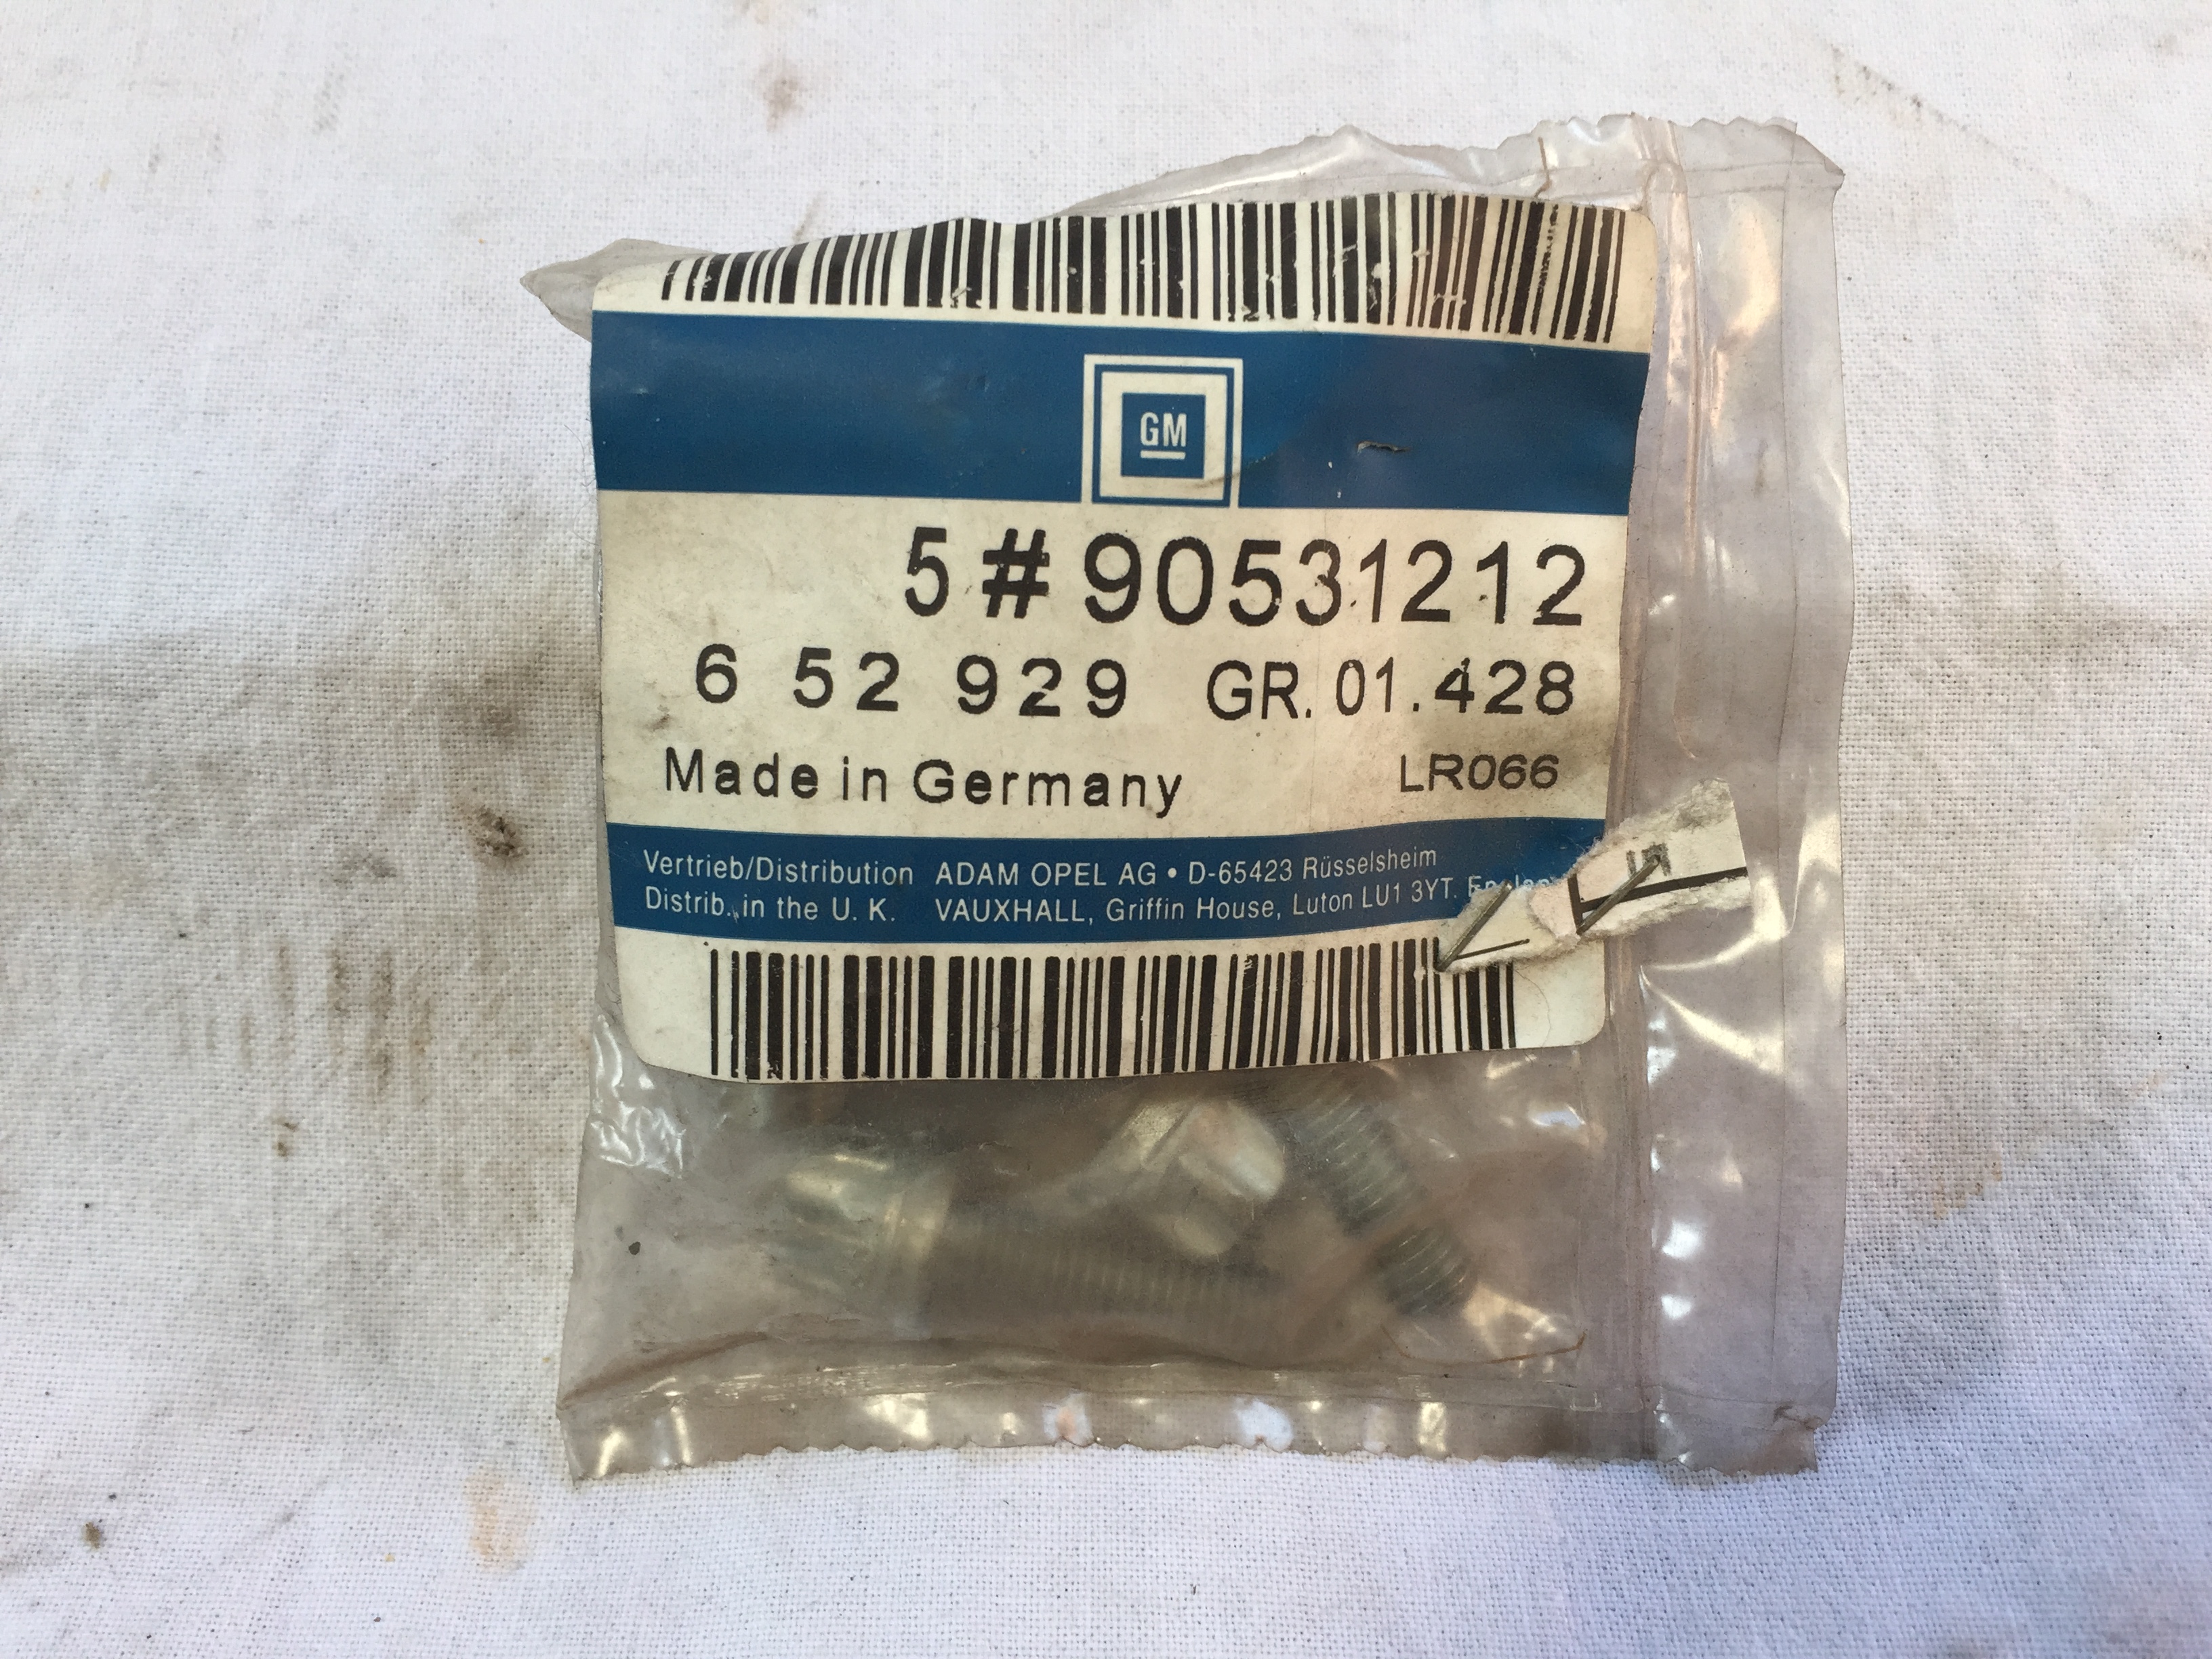 GM
5 # 90531212
6 52 929 GR. 01.428
Made in Germany LR066
Vertrieb/Distribution ADAM OPEL AG • D-65423 Rüsselsheim
Distrib. in the U. K. VAUXHALL, Griffin House, Luton LU1 3YT.